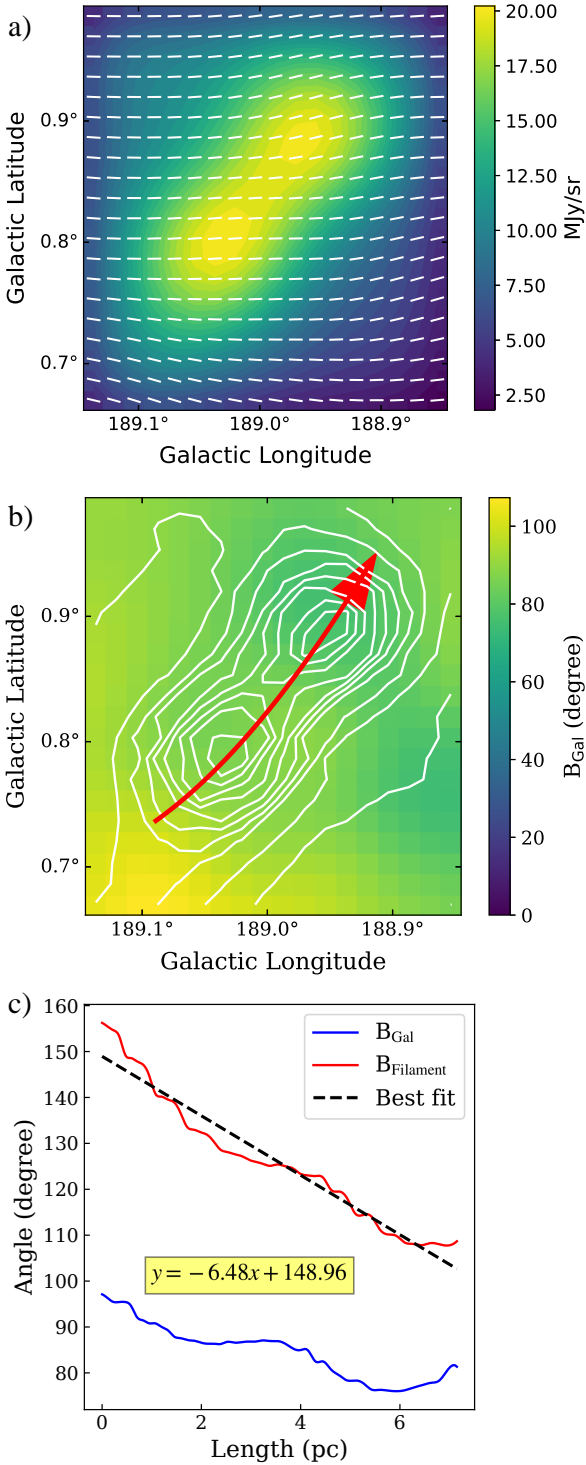 a)
Galactic Latitude
0.9°
0.8°
0.7°
189.1° 189.0° 188.9°
Galactic Longitude
20.00
17.50
15.00
12.50
10.00
7.50
5.00
2.50
MJy/sr
b)
Galactic Latitude
0.9°
0.8°
0.7°
189.1° 189.0° 188.9°
Galactic Longitude
100
80
60
40
20
0
B_Gal (degree)
c)
Angle (degree)
160
150
140
130
120
110
100
90
80
B_Gal
B_Filament
Best fit
y = −6.48x + 148.96
0 2 4 6
Length (pc)